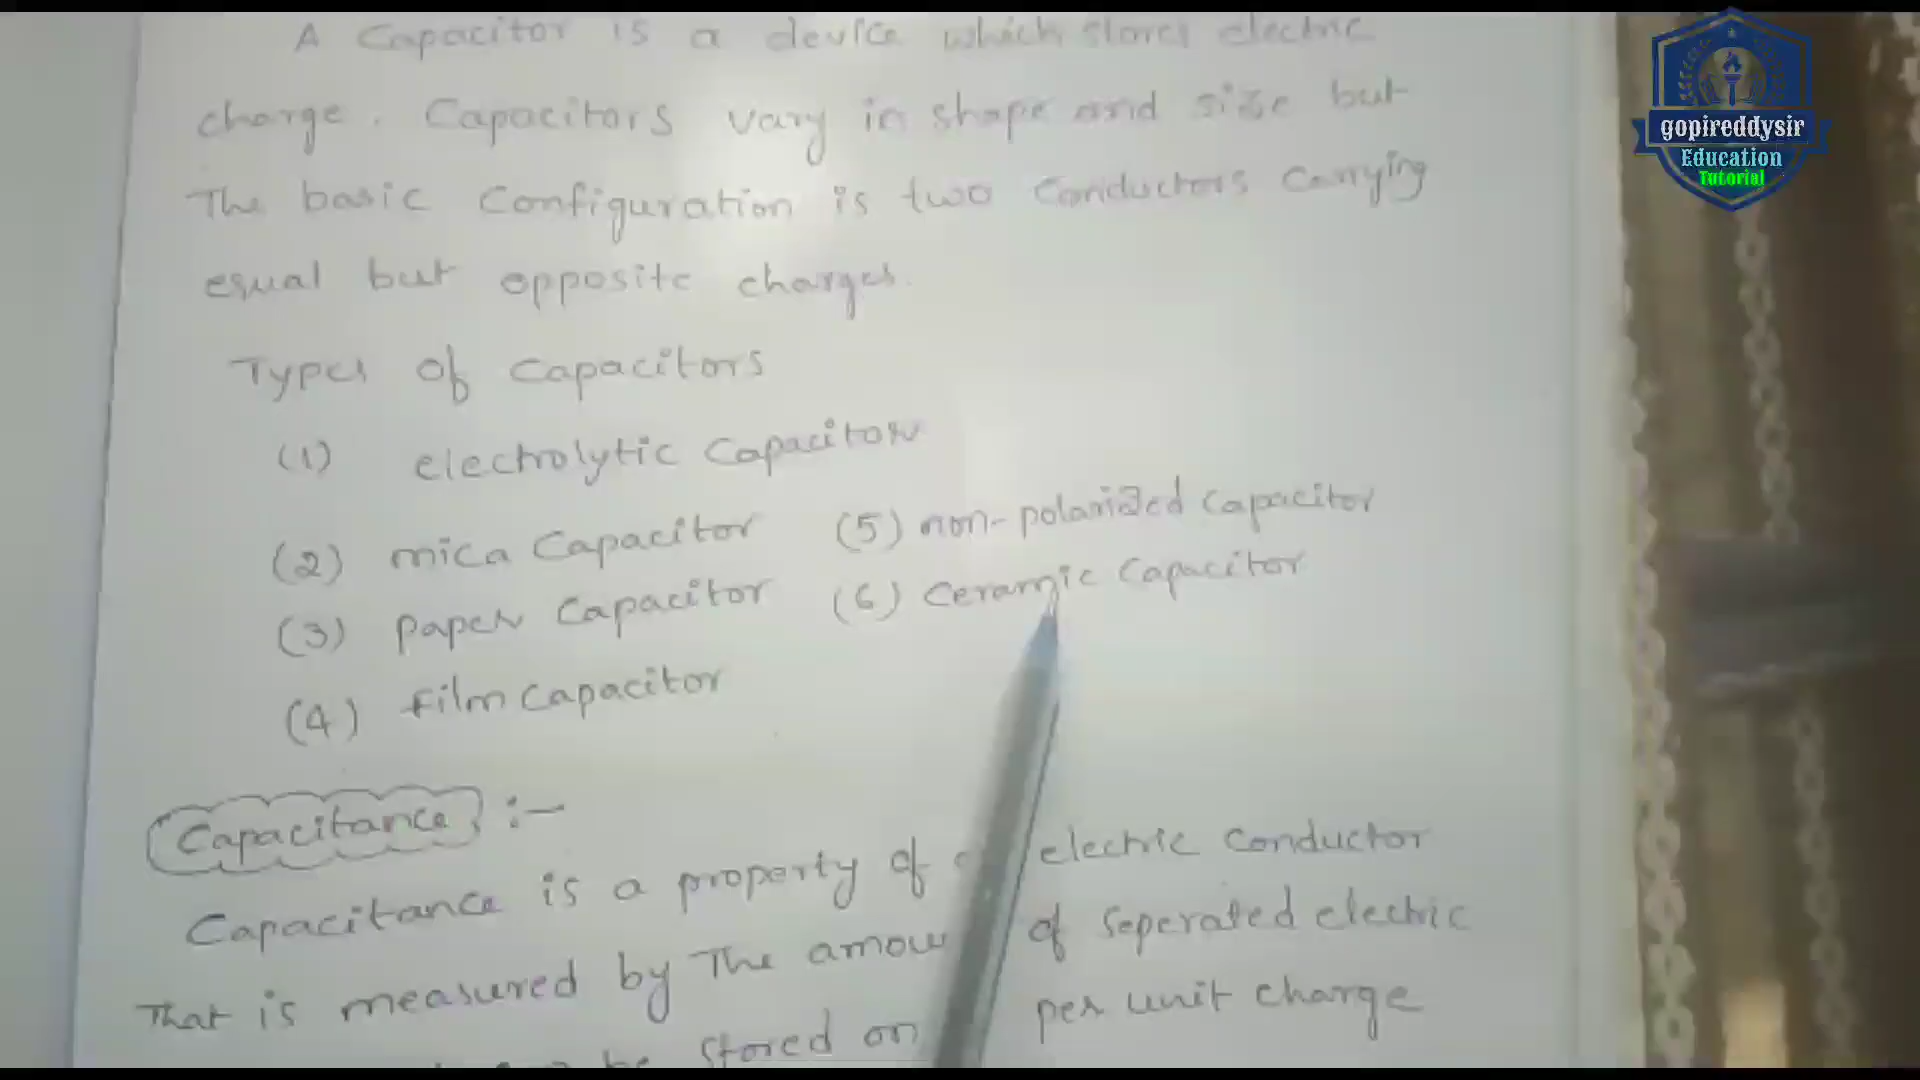 A Capacitor is a device which stores electric
charge. Capacitors vary in shape and size but
The basic configuration is two conductors carrying
equal but opposite charges.
Types of capacitors
(1) electrolytic capacitor
(2) mica capacitor (5) non-polarized capacitor
(3) paper capacitor (6) ceramic capacitor
(4) film capacitor
Capacitance :-
Capacitance is a property of electric conductor
That is measured by The amou of seperated electric
be stored on per unit charge
gopireddysir
Education
Tutorial